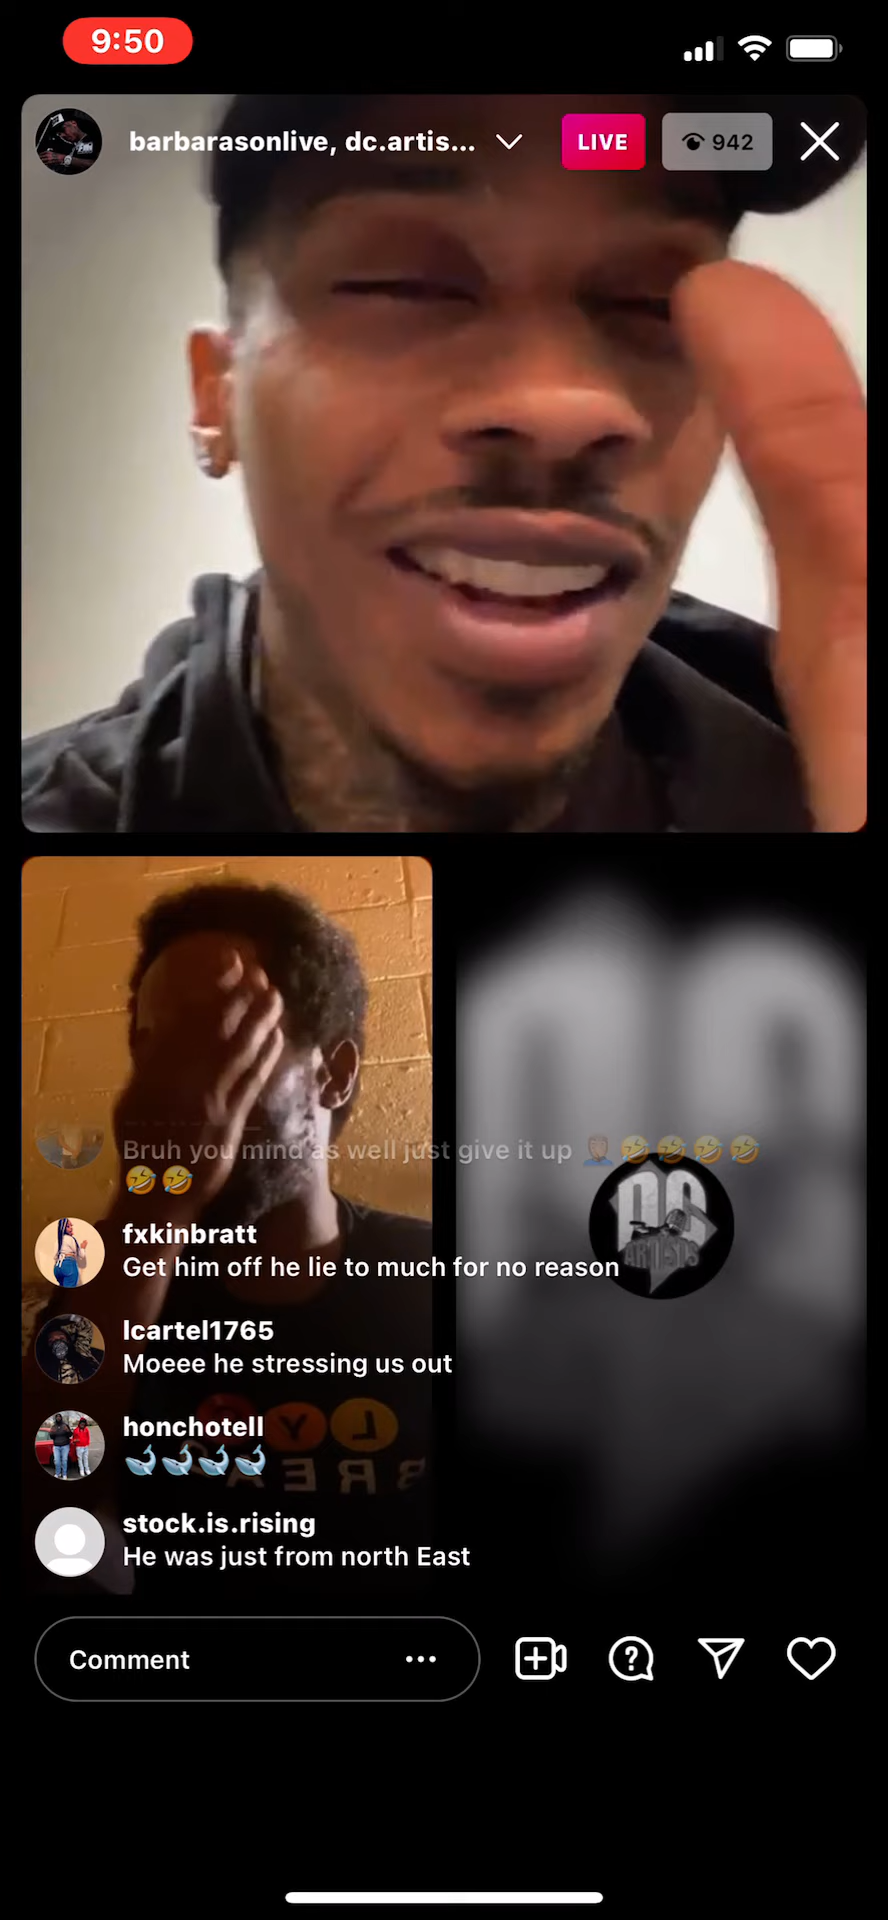 9:50
barbarasonlive, dc.artis...
LIVE
942
Bruh you mind as well just give it up 🤦🏽‍♂️🤣🤣🤣🤣
🤣🤣
DC
ARTISTS
fxkinbratt
Get him off he lie to much for no reason
lcartel1765
Moeee he stressing us out
honchotell
🐳🐳🐳🐳
stock.is.rising
He was just from north East
Comment